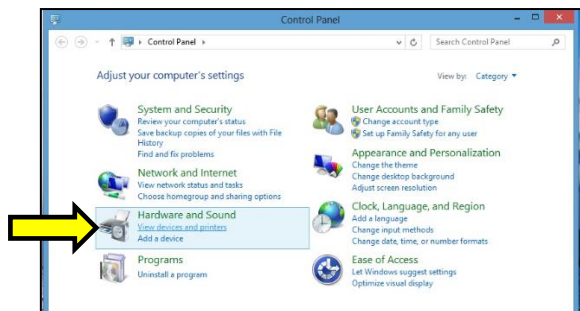 Control Panel
Control Panel
Search Control Panel
Adjust your computer's settings
View by: Category
System and Security
Review your computer's status
Save backup copies of your files with File
History
Find and fix problems
Network and Internet
View network status and tasks
Choose homegroup and sharing options
Hardware and Sound
View devices and printers
Add a device
Programs
Uninstall a program
User Accounts and Family Safety
Change account type
Set up Family Safety for any user
Appearance and Personalization
Change the theme
Change desktop background
Adjust screen resolution
Clock, Language, and Region
Add a language
Change input methods
Change date, time, or number formats
Ease of Access
Let Windows suggest settings
Optimize visual display